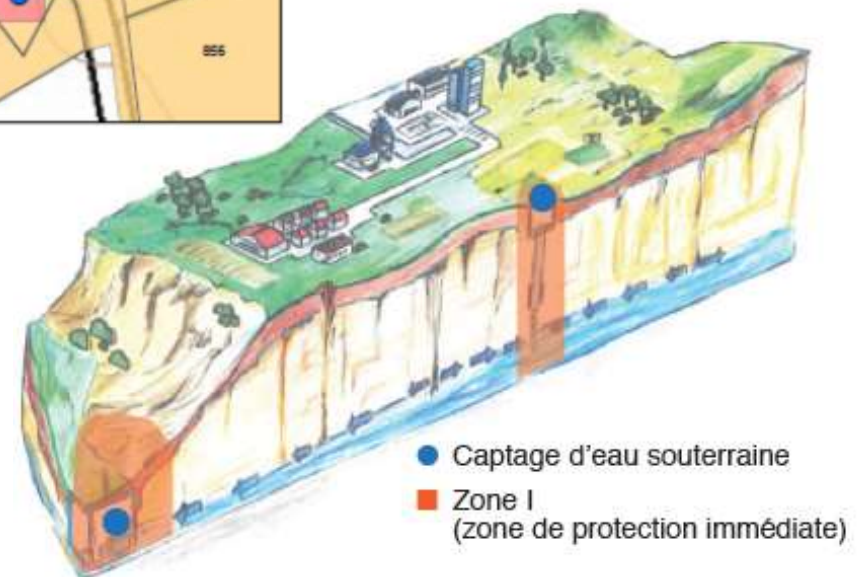 856
Captage d'eau souterraine
Zone I
(zone de protection immédiate)